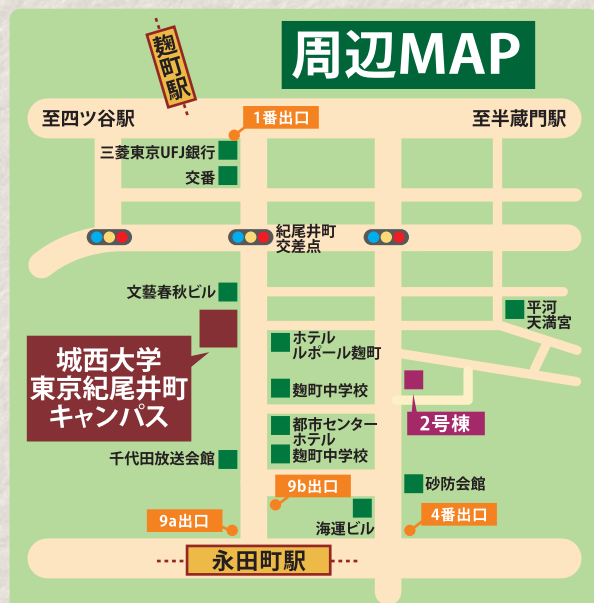 周辺MAP
麹町駅
至四ツ谷駅
至半蔵門駅
1番出口
三菱東京UFJ銀行
交番
紀尾井町
交差点
文藝春秋ビル
平河
天満宮
ホテル
ルポール麹町
城西大学
東京紀尾井町
キャンパス
麹町中学校
2号棟
都市センター
ホテル
麹町中学校
千代田放送会館
砂防会館
9b出口
9a出口
海運ビル
4番出口
永田町駅